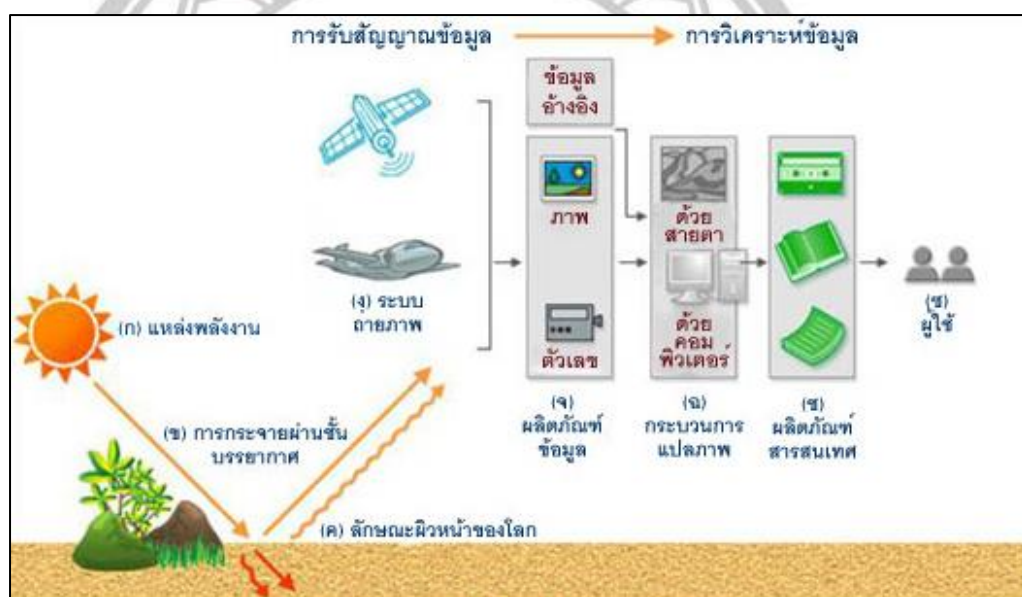 การรับสัญญาณข้อมูล
การวิเคราะห์ข้อมูล
ข้อมูล
อ้างอิง
ภาพ
ตัวเลข
ด้วย
สายตา
ด้วย
คอม
พิวเตอร์
(ก) แหล่งพลังงาน
(ข) การกระจายผ่านชั้น
บรรยากาศ
(ค) ลักษณะผิวหน้าของโลก
(ง) ระบบ
ถ่ายภาพ
(จ)
ผลิตภัณฑ์
ข้อมูล
(ฉ)
กระบวนการ
แปลภาพ
(ช)
ผลิตภัณฑ์
สารสนเทศ
(ซ)
ผู้ใช้